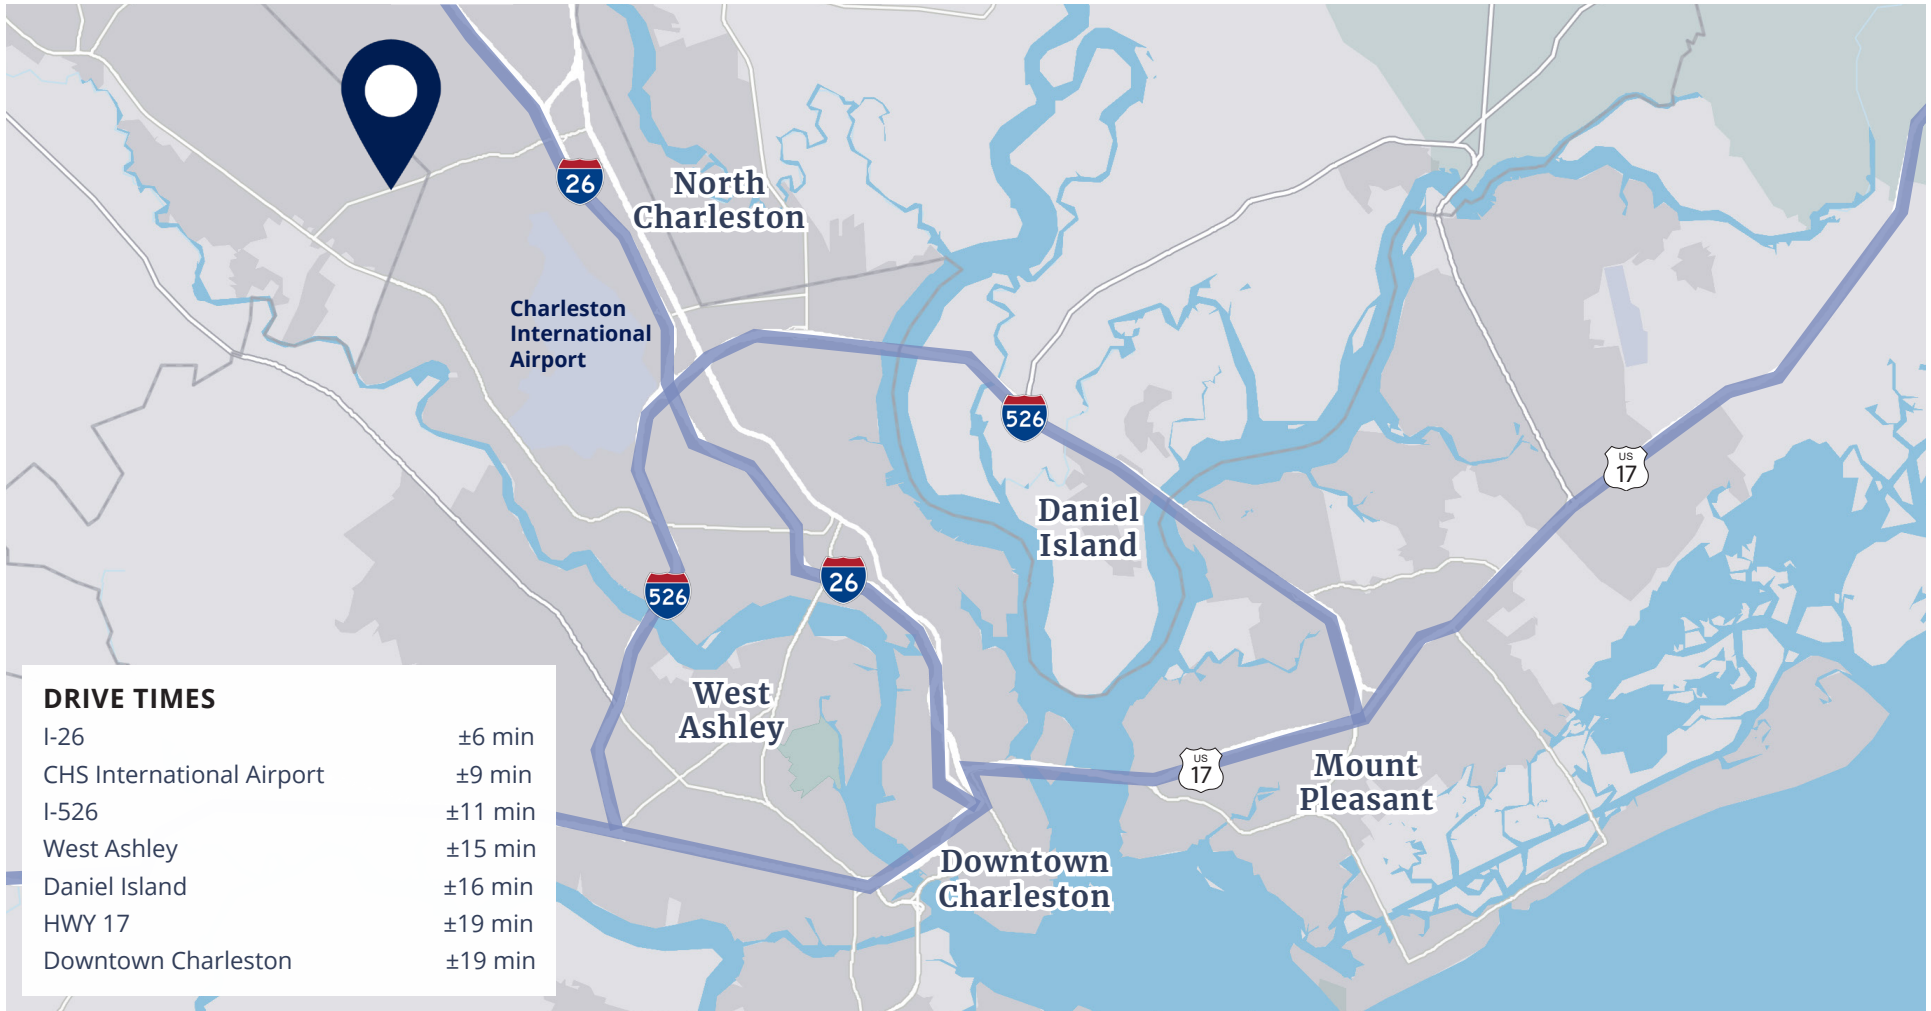 26
North
Charleston
Charleston
International
Airport
526
US
17
Daniel
Island
526
26
West
Ashley
US
17
Mount
Pleasant
Downtown
Charleston
DRIVE TIMES
I-26 ±6 min
CHS International Airport ±9 min
I-526 ±11 min
West Ashley ±15 min
Daniel Island ±16 min
HWY 17 ±19 min
Downtown Charleston ±19 min